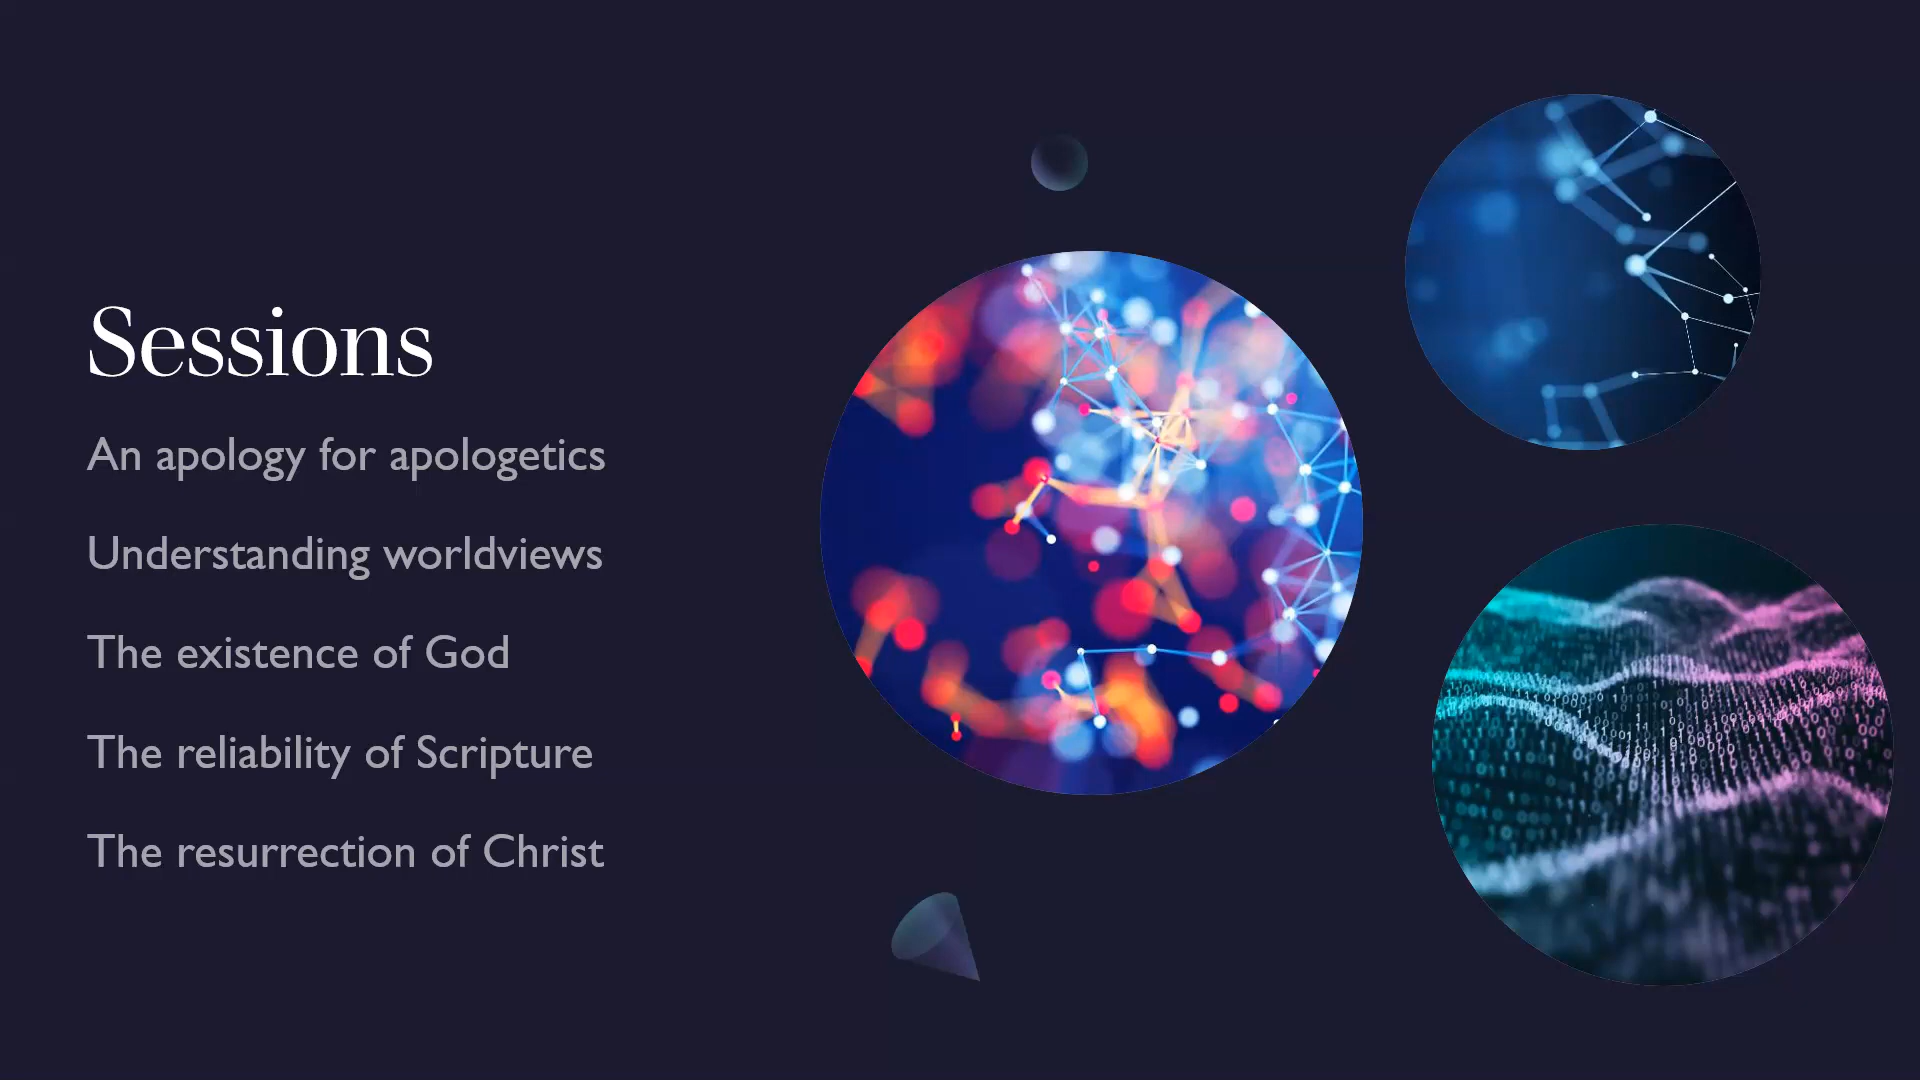 Sessions
An apology for apologetics
Understanding worldviews
The existence of God
The reliability of Scripture
The resurrection of Christ